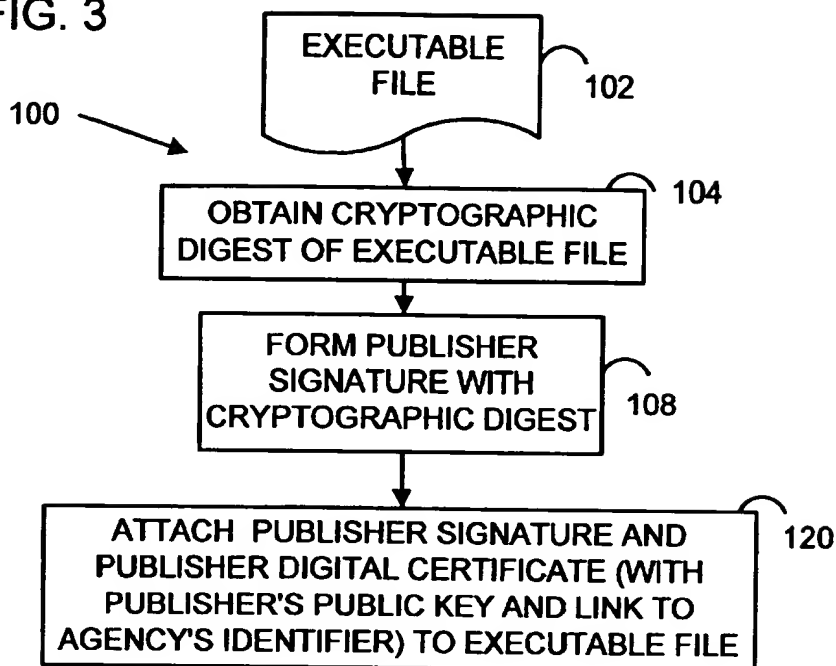 FIG. 3
EXECUTABLE
FILE
102
100
104
OBTAIN CRYPTOGRAPHIC
DIGEST OF EXECUTABLE FILE
FORM PUBLISHER
SIGNATURE WITH
CRYPTOGRAPHIC DIGEST
108
ATTACH PUBLISHER SIGNATURE AND
PUBLISHER DIGITAL CERTIFICATE (WITH
PUBLISHER'S PUBLIC KEY AND LINK TO
AGENCY'S IDENTIFIER) TO EXECUTABLE FILE
120